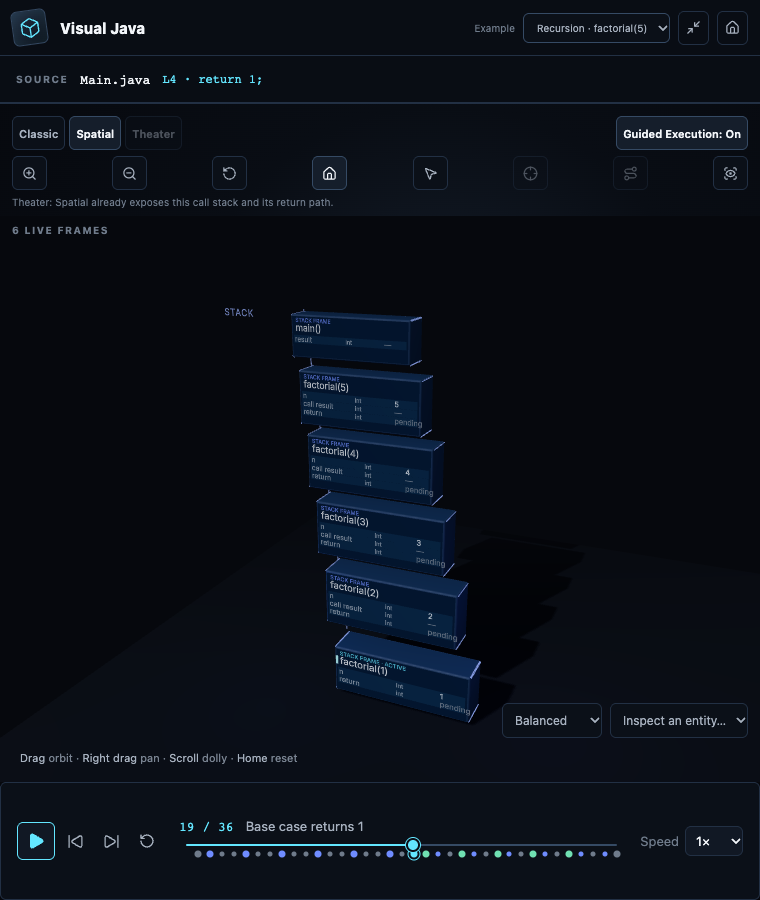 Visual Java
Example
Recursion · factorial(5)
SOURCE Main.java L4 · return 1;
Classic Spatial Theater
Guided Execution: On
Theater: Spatial already exposes this call stack and its return path.
6 LIVE FRAMES
STACK
STACK FRAME
main()
result int —
STACK FRAME
factorial(5)
n int 5
call result int —
return int pending
STACK FRAME
factorial(4)
n int 4
call result int —
return int pending
STACK FRAME
factorial(3)
n int 3
call result int —
return int pending
STACK FRAME
factorial(2)
n int 2
call result int —
return int pending
STACK FRAME · ACTIVE
factorial(1)
n int 1
return int pending
Balanced
Inspect an entity...
Drag orbit · Right drag pan · Scroll dolly · Home reset
19 / 36 Base case returns 1
Speed 1×